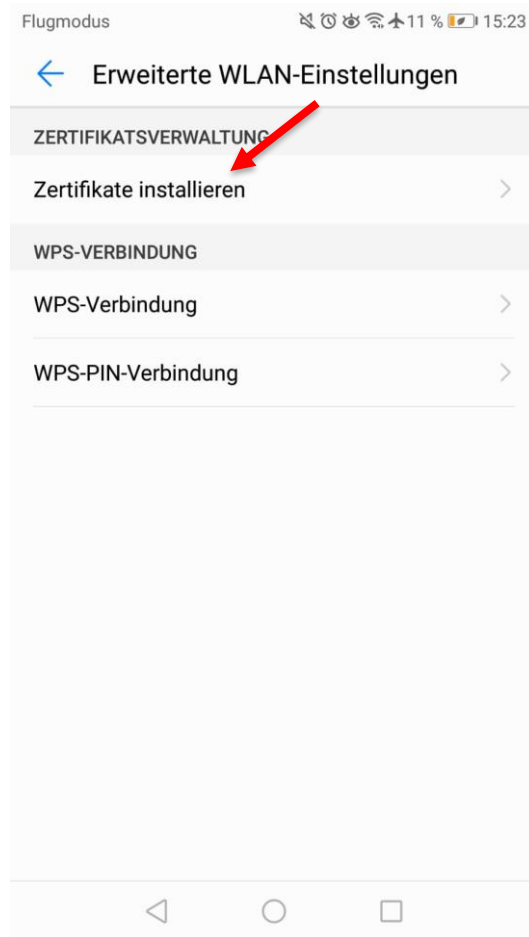 Flugmodus 11 % 15:23
Erweiterte WLAN-Einstellungen
ZERTIFIKATSVERWALTUNG
Zertifikate installieren
WPS-VERBINDUNG
WPS-Verbindung
WPS-PIN-Verbindung